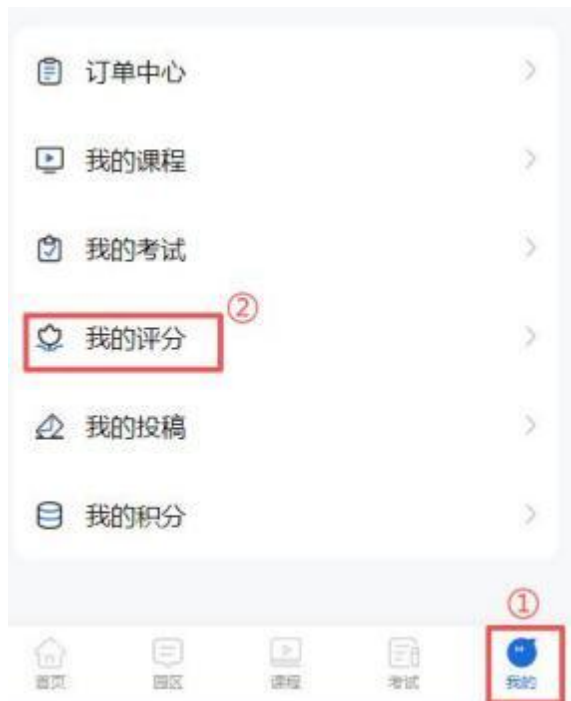 订单中心
我的课程
我的考试
②
我的评分
我的投稿
我的积分
①
首页 园区 课程 考试 我的